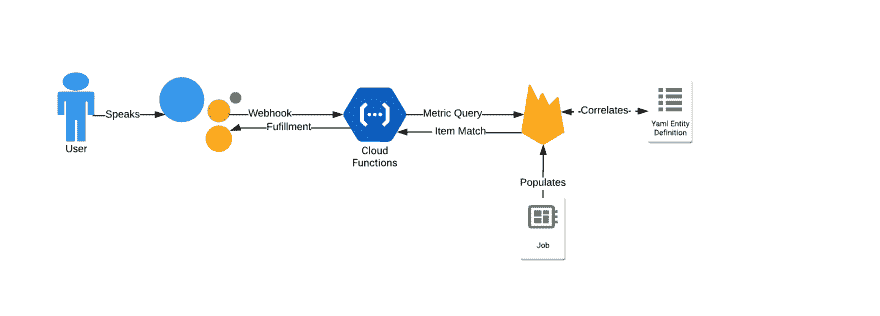 Speaks
User
Webhook
Fufillment
Cloud
Functions
Metric Query
Item Match
Correlates
Yaml Entity
Definition
Populates
Job